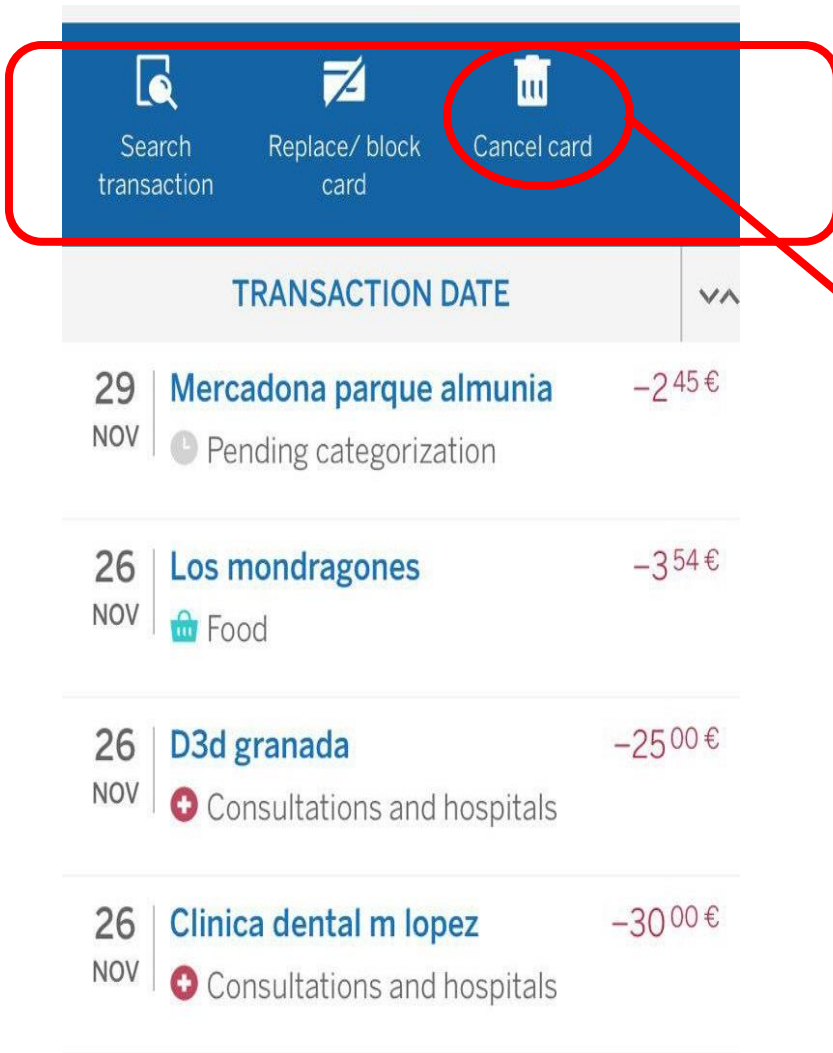 Search transaction
Replace/ block card
Cancel card
TRANSACTION DATE
29 NOV
Mercadona parque almunia
−2 45 €
Pending categorization
26 NOV
Los mondragones
−3 54 €
Food
26 NOV
D3d granada
−25 00 €
Consultations and hospitals
26 NOV
Clinica dental m lopez
−30 00 €
Consultations and hospitals